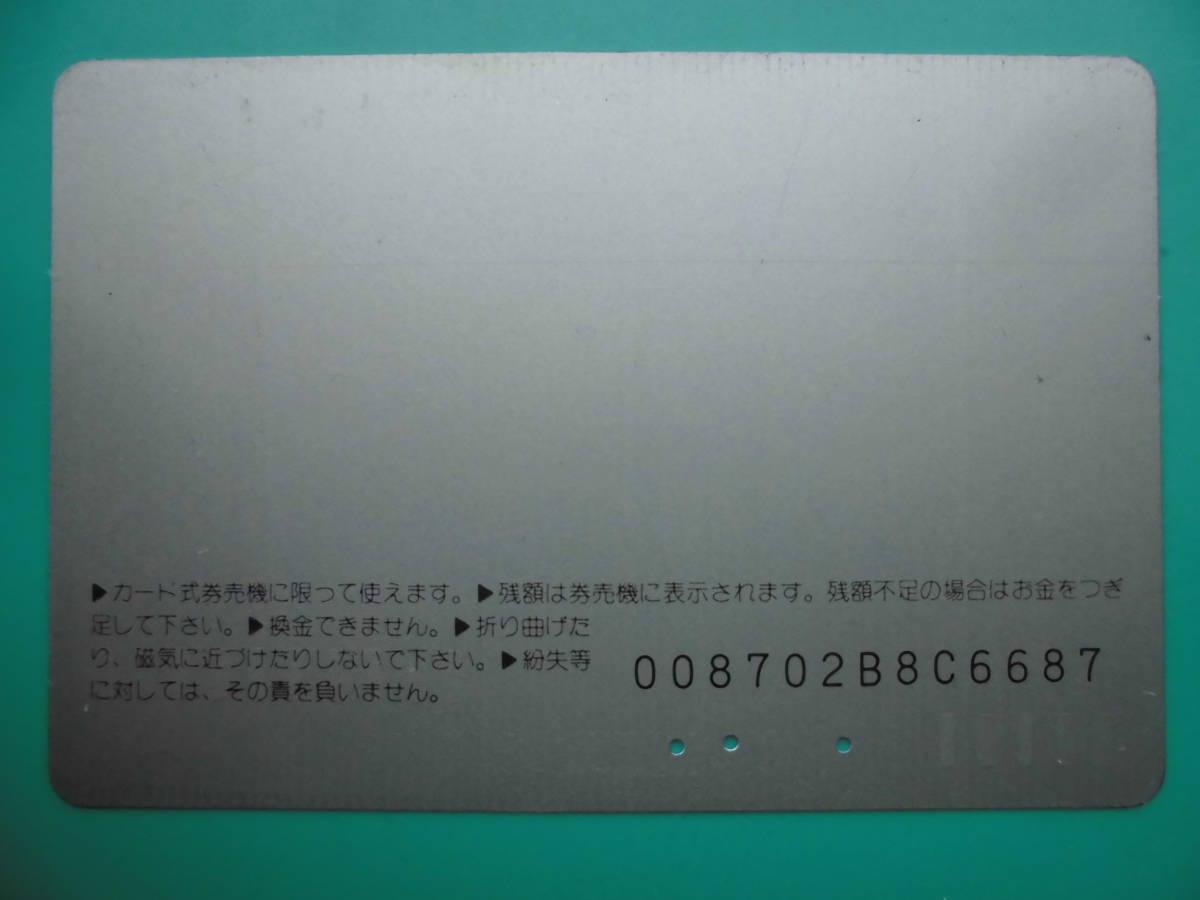 ▶カード式券売機に限って使えます。▶残額は券売機に表示されます。残額不足の場合はお金をつぎ
足して下さい。▶換金できません。▶折り曲げた
り、磁気に近づけたりしないで下さい。▶紛失等
に対しては、その責を負いません。
008702B8C6687